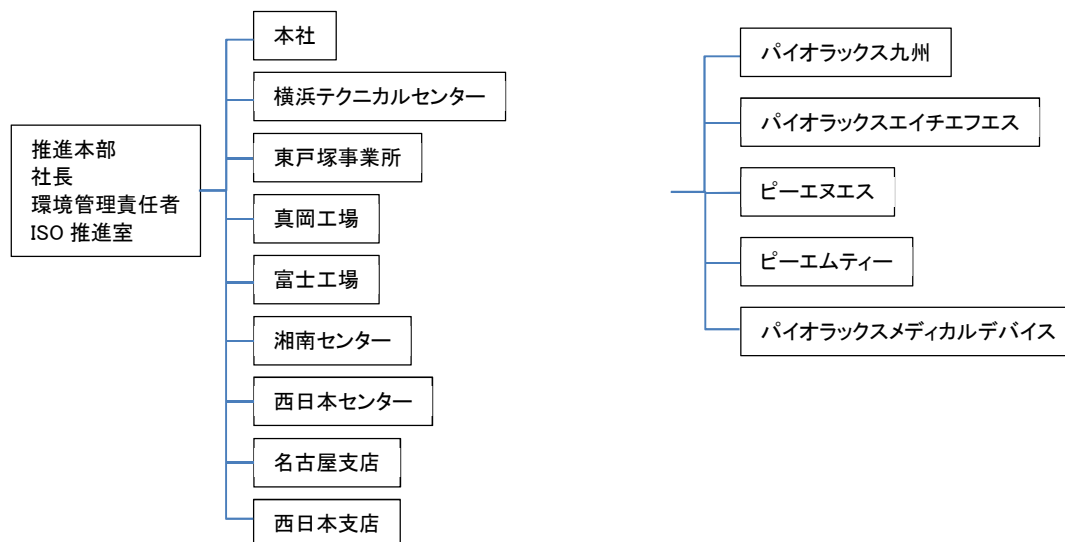 推進本部
社長
環境管理責任者
ISO 推進室
本社
横浜テクニカルセンター
東戸塚事業所
真岡工場
富士工場
湘南センター
西日本センター
名古屋支店
西日本支店
パイオラックス九州
パイオラックスエイチエフエス
ピーエヌエス
ピーエムティー
パイオラックスメディカルデバイス